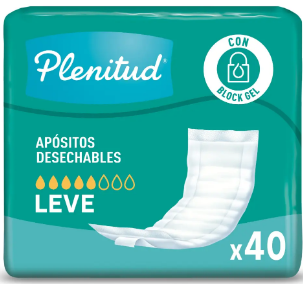 Plenitud®
CON
BLOCK GEL
APÓSITOS
DESECHABLES
LEVE
x40